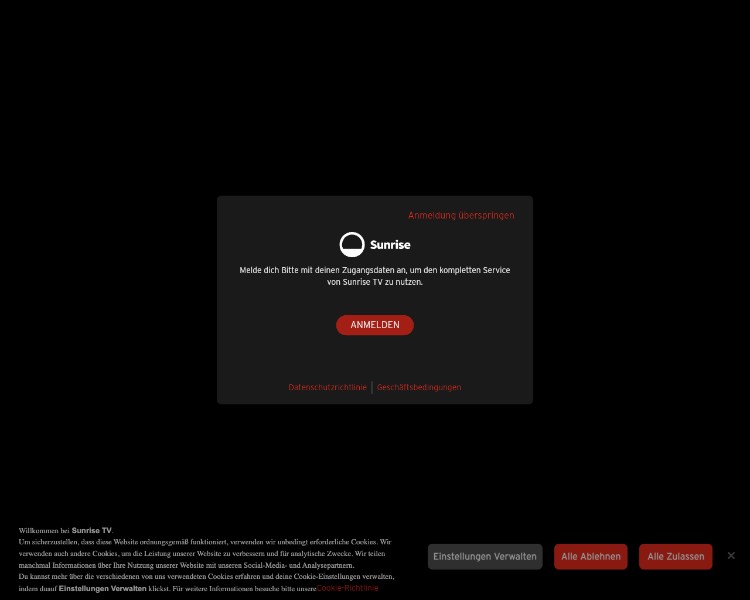 Anmeldung überspringen
Sunrise
Melde dich Bitte mit deinen Zugangsdaten an, um den kompletten Service
von Sunrise TV zu nutzen.
ANMELDEN
Datenschutzrichtlinie | Geschäftsbedingungen
Willkommen bei Sunrise TV.
Um sicherzustellen, dass diese Website ordnungsgemäß funktioniert, verwenden wir unbedingt erforderliche Cookies. Wir
verwenden auch andere Cookies, um die Leistung unserer Website zu verbessern und für analytische Zwecke. Wir teilen
manchmal Informationen über Ihre Nutzung unserer Website mit unseren Social-Media- und Analysepartnern.
Du kannst mehr über die verschiedenen von uns verwendeten Cookies erfahren und deine Cookie-Einstellungen verwalten,
indem duauf Einstellungen Verwalten klickst. Für weitere Informationen besuche bitte unsereCookie-Richtlinie
Einstellungen Verwalten
Alle Ablehnen
Alle Zulassen